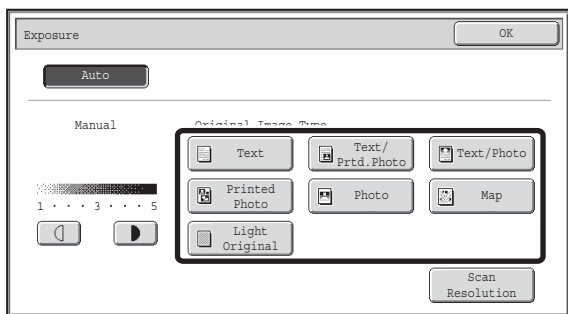 Exposure
OK
Auto
Manual
Original Image Type
Text
Text/
Prtd.Photo
Text/Photo
Printed
Photo
Photo
Map
1 · · · 3 · · · 5
Light
Original
Scan
Resolution